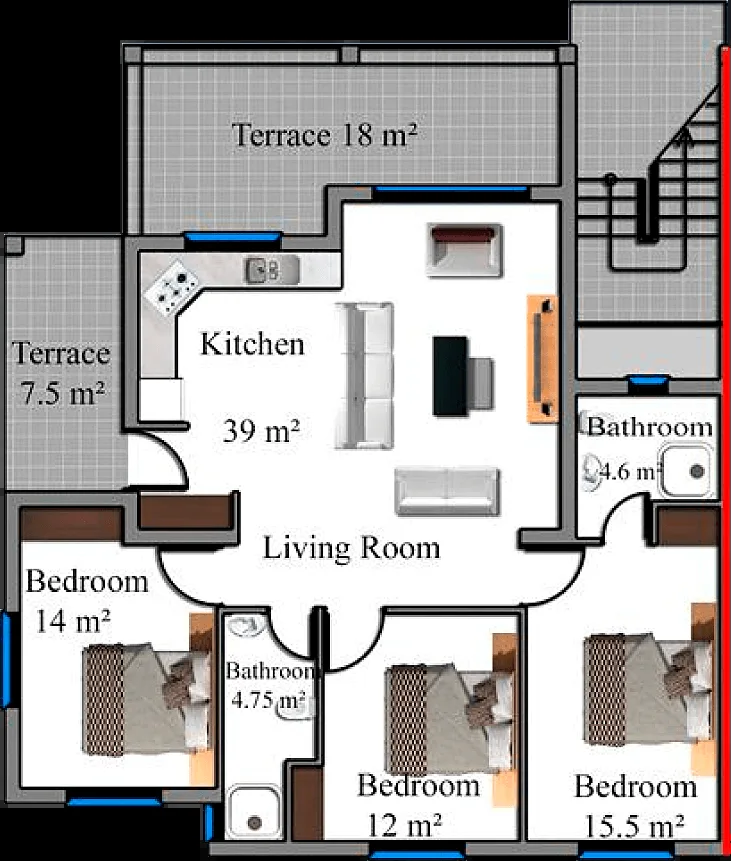 Terrace 18 m²
Terrace
7.5 m²
Kitchen
39 m²
Bathroom
4.6 m²
Living Room
Bedroom
14 m²
Bathroom
4.75 m²
Bedroom
12 m²
Bedroom
15.5 m²